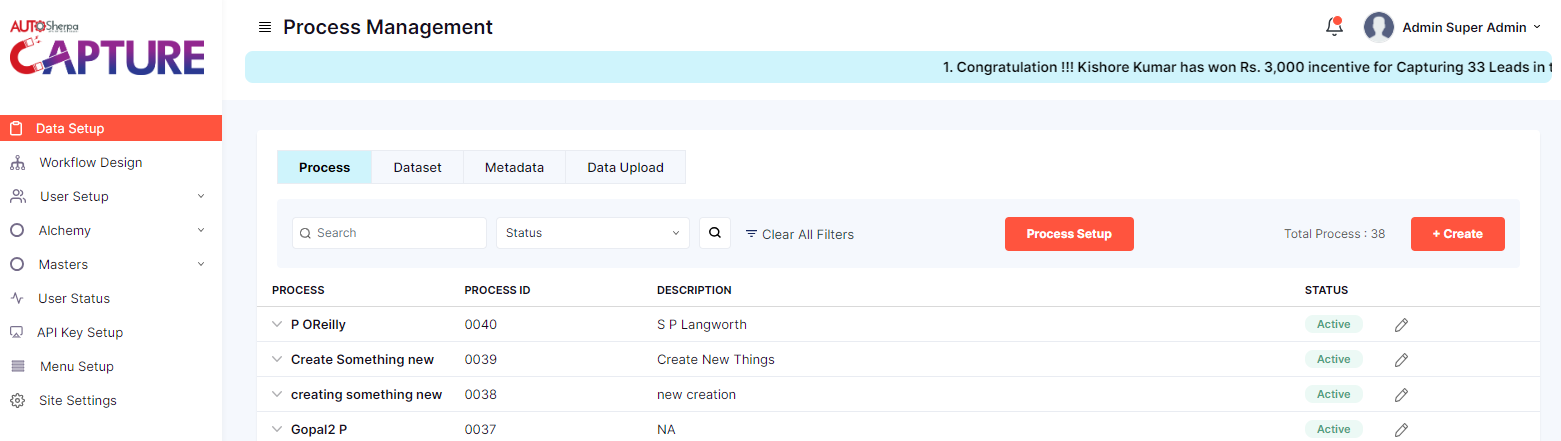 AUTOSherpa
CAPTURE
Process Management
Admin Super Admin
1. Congratulation !!! Kishore Kumar has won Rs. 3,000 incentive for Capturing 33 Leads in
Data Setup
Workflow Design
User Setup
Alchemy
Masters
User Status
API Key Setup
Menu Setup
Site Settings
Process Dataset Metadata Data Upload
Search Status Clear All Filters Process Setup Total Process : 38 + Create
PROCESS PROCESS ID DESCRIPTION STATUS
P OReilly 0040 S P Langworth Active
Create Something new 0039 Create New Things Active
creating something new 0038 new creation Active
Gopal2 P 0037 NA Active